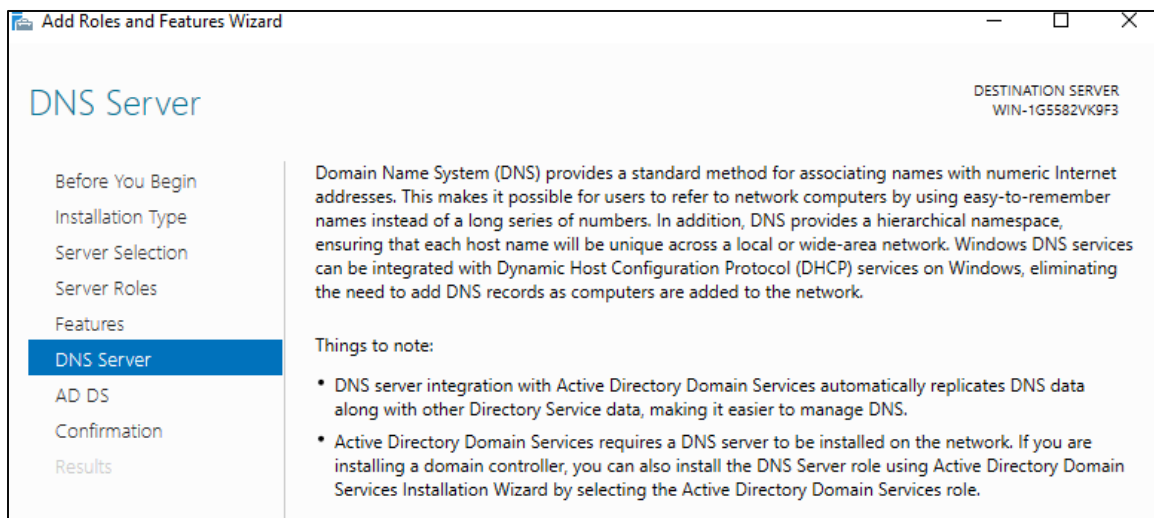 Add Roles and Features Wizard
DNS Server
DESTINATION SERVER
WIN-1G5582VK9F3
Before You Begin
Installation Type
Server Selection
Server Roles
Features
DNS Server
AD DS
Confirmation
Results
Domain Name System (DNS) provides a standard method for associating names with numeric Internet
addresses. This makes it possible for users to refer to network computers by using easy-to-remember
names instead of a long series of numbers. In addition, DNS provides a hierarchical namespace,
ensuring that each host name will be unique across a local or wide-area network. Windows DNS services
can be integrated with Dynamic Host Configuration Protocol (DHCP) services on Windows, eliminating
the need to add DNS records as computers are added to the network.
Things to note:
• DNS server integration with Active Directory Domain Services automatically replicates DNS data
along with other Directory Service data, making it easier to manage DNS.
• Active Directory Domain Services requires a DNS server to be installed on the network. If you are
installing a domain controller, you can also install the DNS Server role using Active Directory Domain
Services Installation Wizard by selecting the Active Directory Domain Services role.